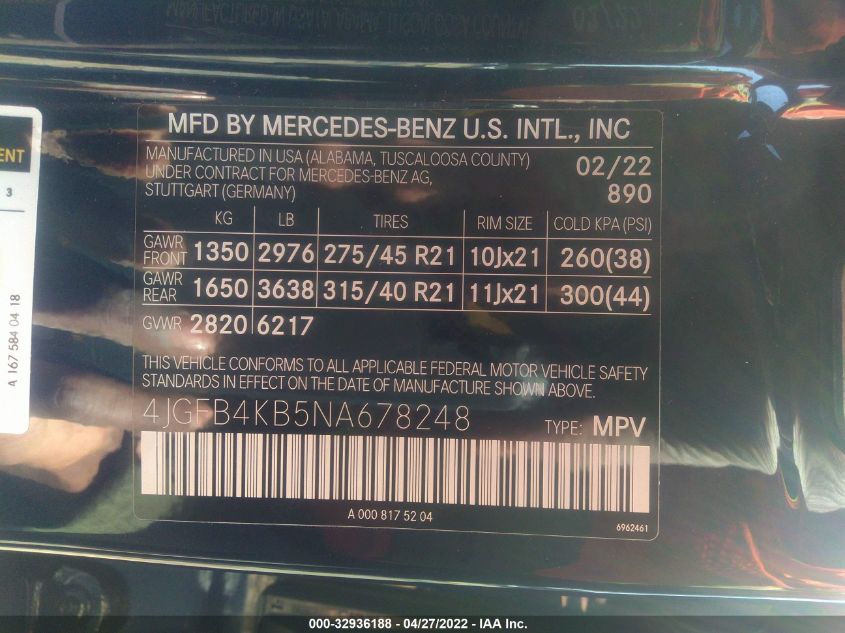 MFD BY MERCEDES-BENZ U.S. INTL., INC
MANUFACTURED IN USA (ALABAMA, TUSCALOOSA COUNTY) 02/22
UNDER CONTRACT FOR MERCEDES-BENZ AG,
STUTTGART (GERMANY) 890
KG LB TIRES RIM SIZE COLD KPA (PSI)
GAWR FRONT 1350 2976 275/45 R21 10Jx21 260(38)
GAWR REAR 1650 3638 315/40 R21 11Jx21 300(44)
GVWR 2820 6217
THIS VEHICLE CONFORMS TO ALL APPLICABLE FEDERAL MOTOR VEHICLE SAFETY
STANDARDS IN EFFECT ON THE DATE OF MANUFACTURE SHOWN ABOVE.
4JGFB4KB5NA678248 TYPE: MPV
A 000 817 52 04
6962461
3
A 167 584 04 18
000-32936188 - 04/27/2022 - IAA Inc.